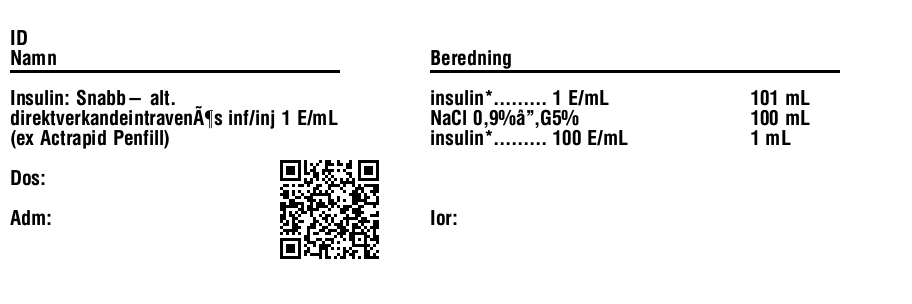 ID
Namn
Beredning
Insulin: Snabb– alt.
direktverkandeintravenÃ¶s inf/inj 1 E/mL
(ex Actrapid Penfill)
insulin*......... 1 E/mL 101 mL
NaCl 0,9%â”,G5% 100 mL
insulin*......... 100 E/mL 1 mL
Dos:
Adm:
Ior: